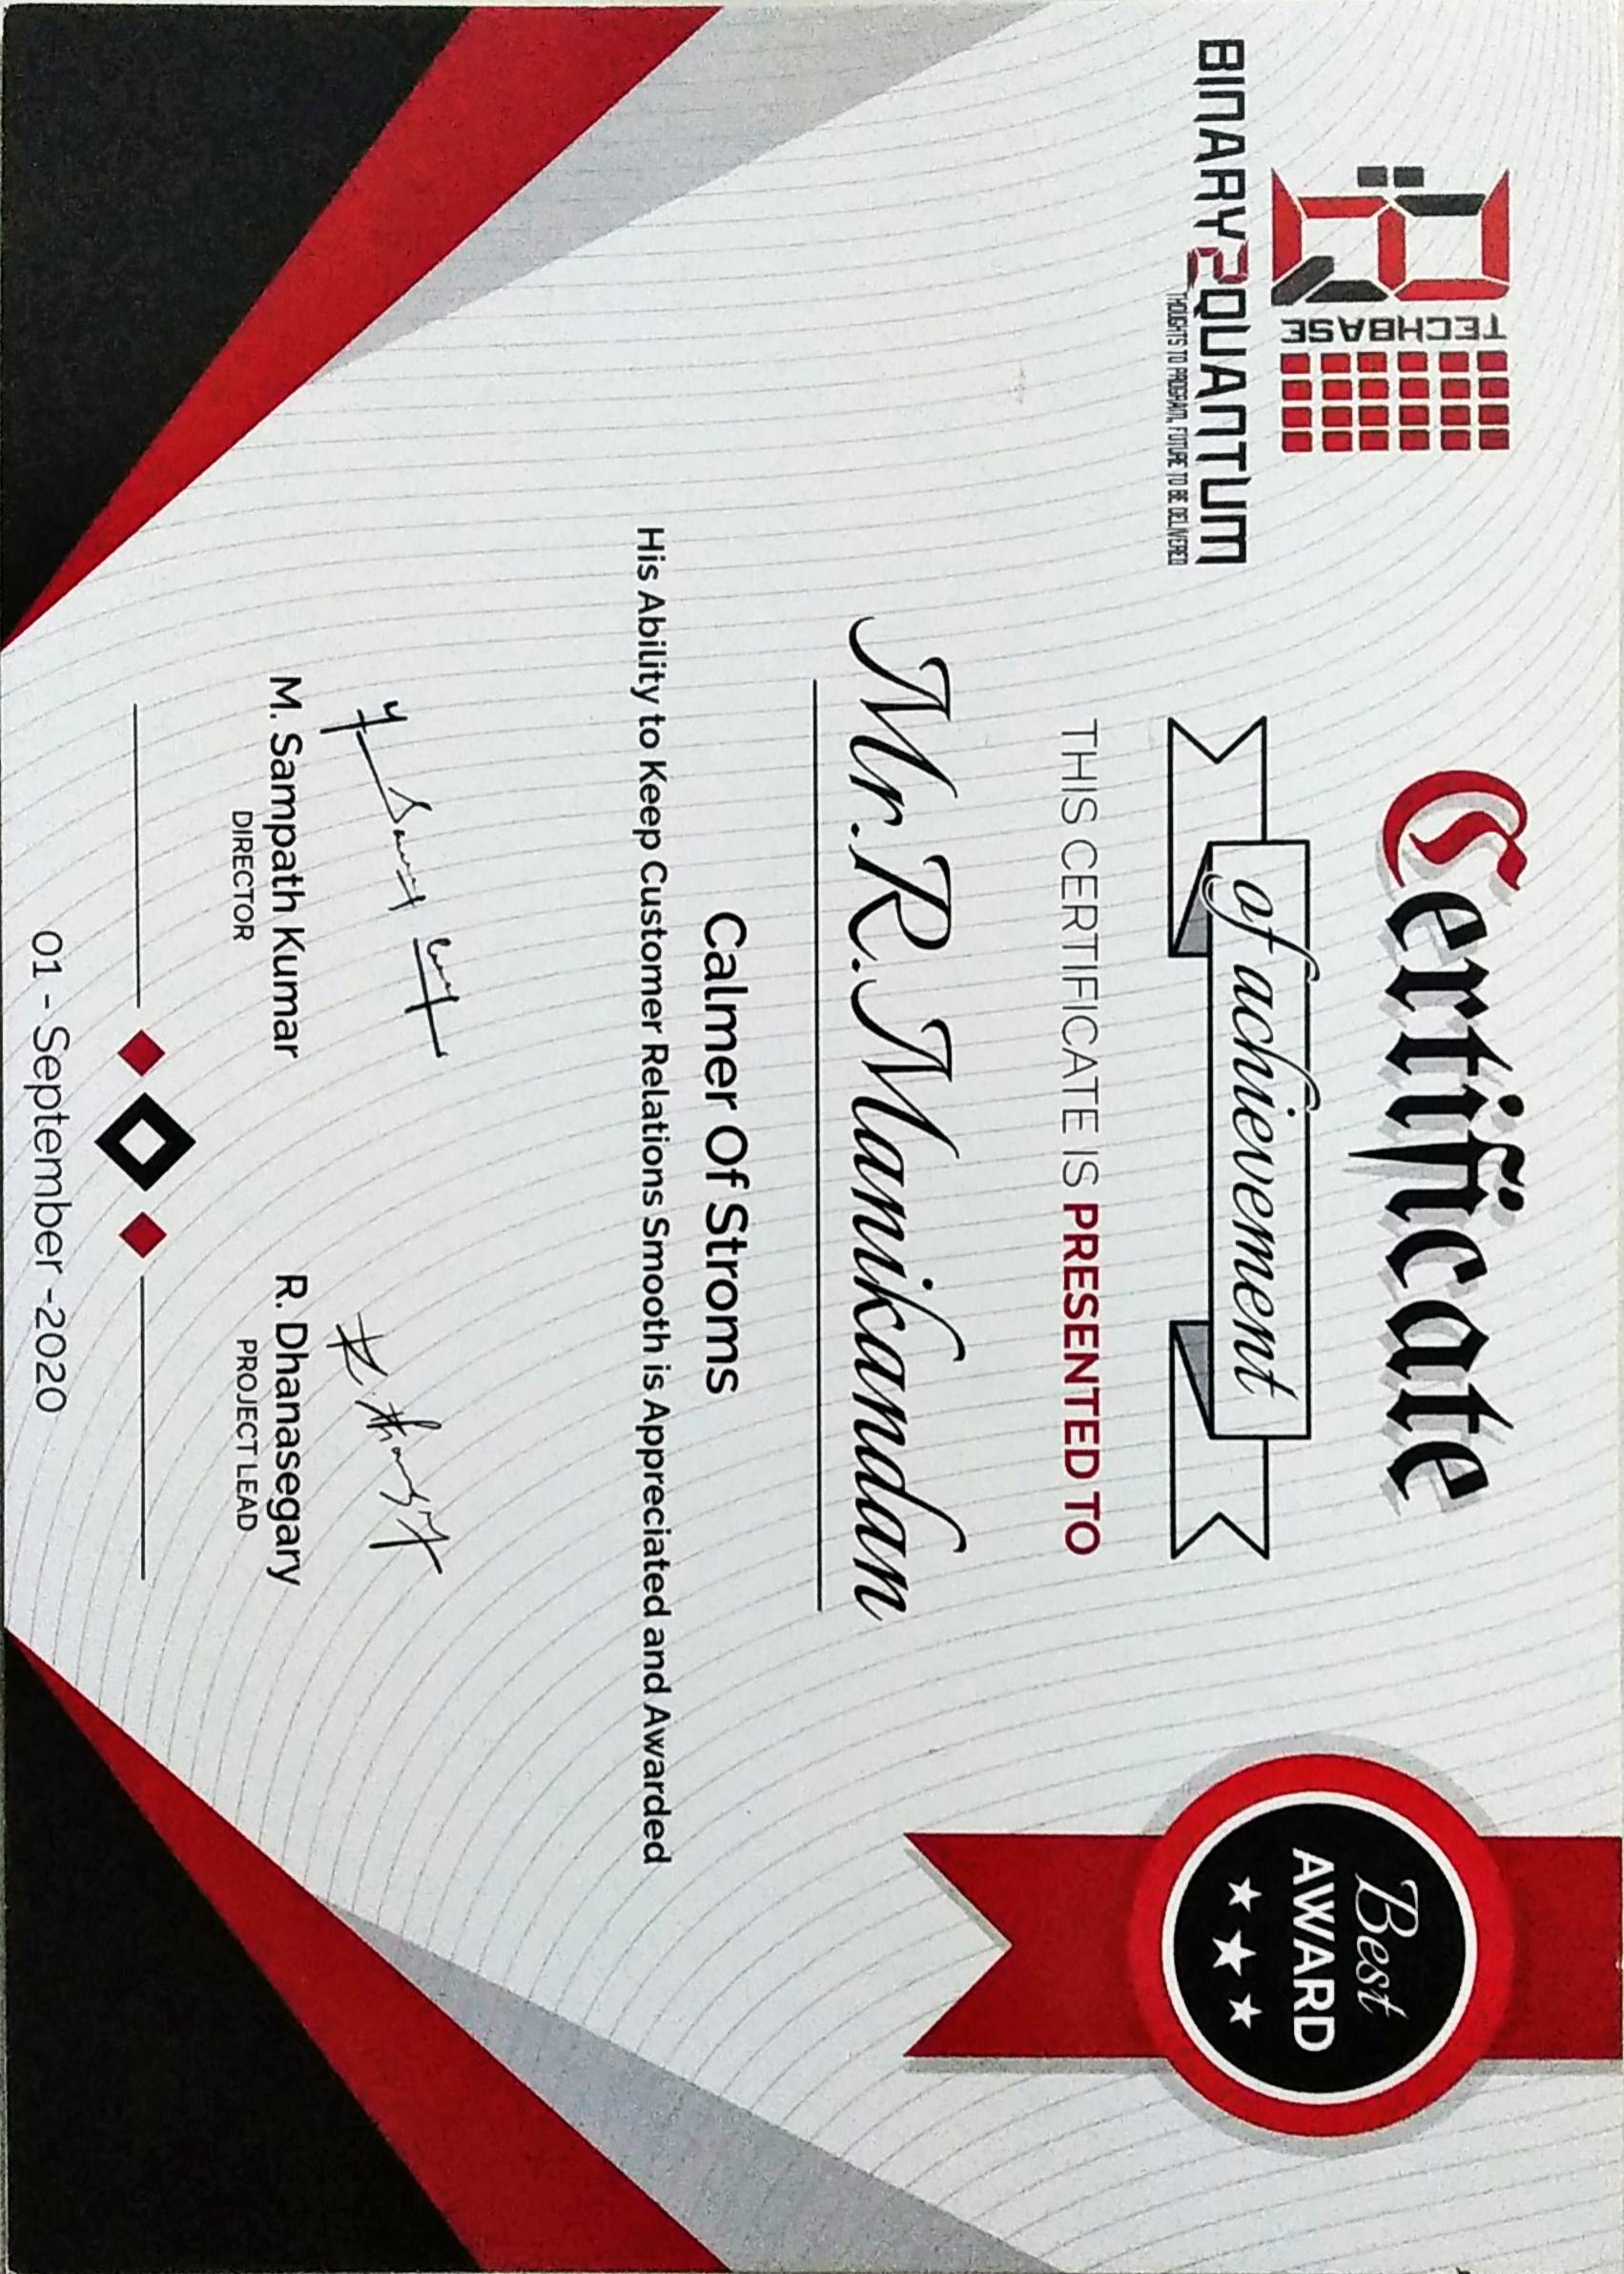 TECHBASE
BINARY2QUANTUM
THOUGHTS TO PROGRAM, FUTURE TO BE DELIVERED
Certificate
of achievement
Best
AWARD
THIS CERTIFICATE IS PRESENTED TO
Mr.R.Manikandan
Calmer Of Stroms
His Ability to Keep Customer Relations Smooth is Appreciated and Awarded
M. Sampath Kumar
DIRECTOR
R. Dhanasegary
PROJECT LEAD
01 - September -2020